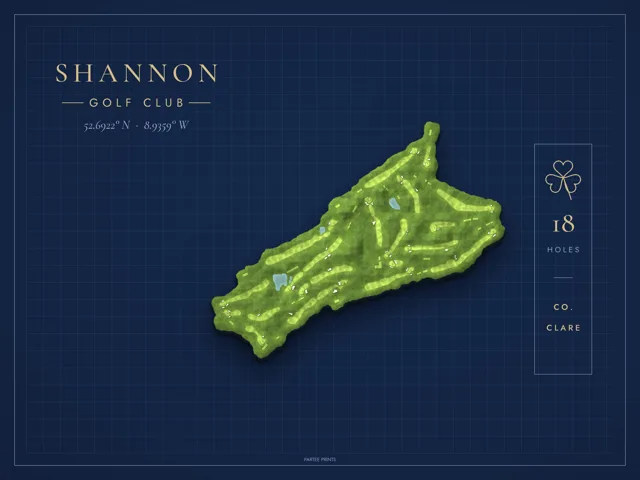 SHANNON
GOLF CLUB
52.6922° N · 8.9359° W
18
HOLES
CO.
CLARE
PARTEE PRINTS